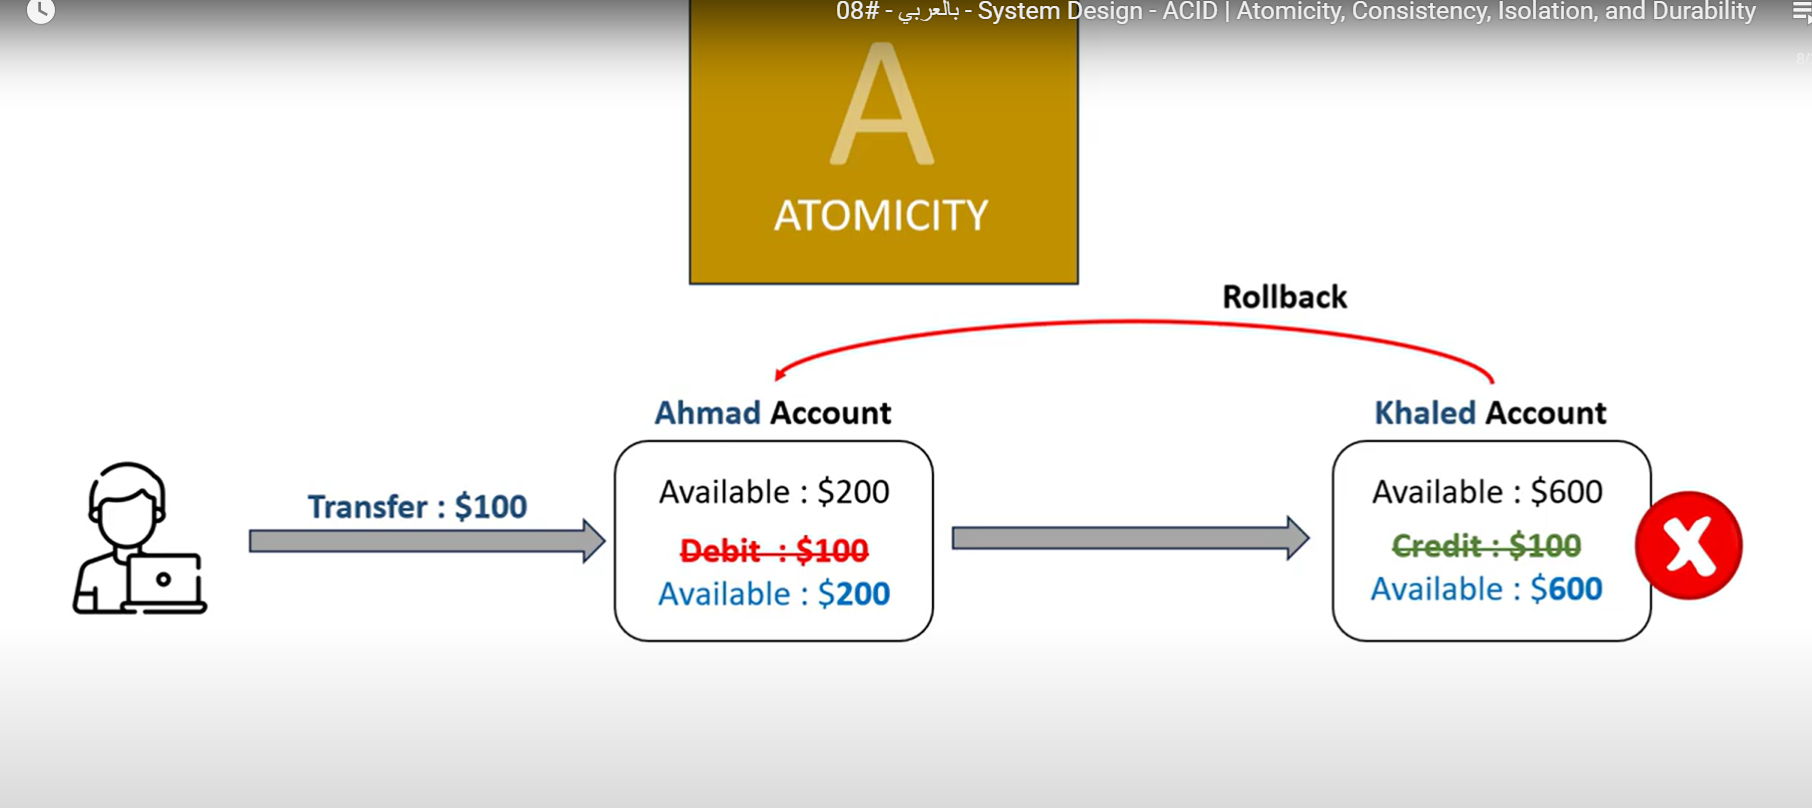 08# - بالعربي - System Design - ACID | Atomicity, Consistency, Isolation, and Durability
A
ATOMICITY
Rollback
Ahmad Account
Khaled Account
Transfer : $100
Available : $200
Debit : $100
Available : $200
Available : $600
Credit : $100
Available : $600